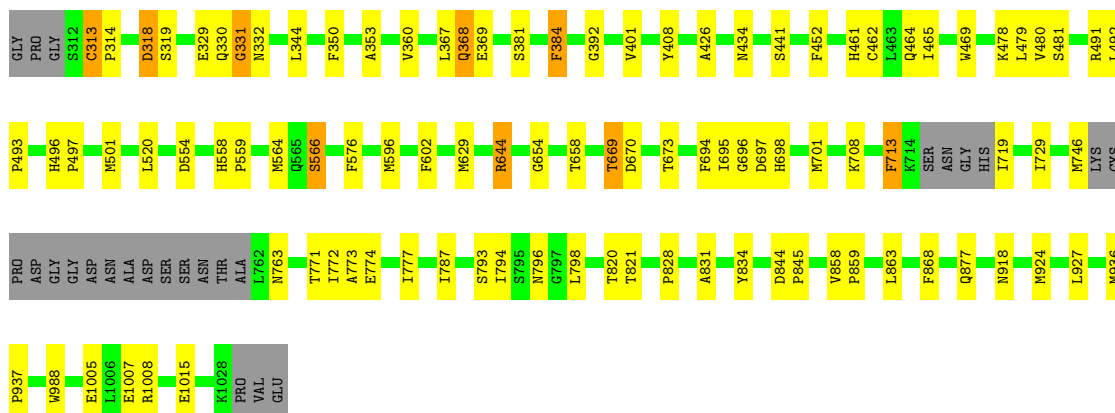 GLY PRO GLY S312 C313 P314 D318 S319 E329 Q330 G331 N332 L344 F350 A353 V360 L367 Q368 E369 S381 F384 G392 V401 Y408 A426 N434 S441 F452 H461 C462 L463 Q464 I465 W469 K478 L479 V480 S481 R491 L492
P493 H496 P497 M501 L520 D554 H558 P559 M564 Q565 S566 F576 M596 F602 M629 R644 G654 T658 T669 D670 T673 F694 I695 G696 D697 H698 M701 K708 F713 K714 SER ASN GLY HIS I719 I729 M746 LYS CYS
PRO ASP GLY GLY ASP ASN ALA ASP SER SER ASN THR ALA L762 N763 T771 I772 A773 E774 I777 I787 S793 I794 S795 N796 G797 L798 T820 T821 P828 A831 Y834 D844 P845 V858 P859 L863 F868 Q877 N918 M924 L927
P937 W988 E1005 L1006 E1007 R1008 E1015 K1028 PRO VAL GLU